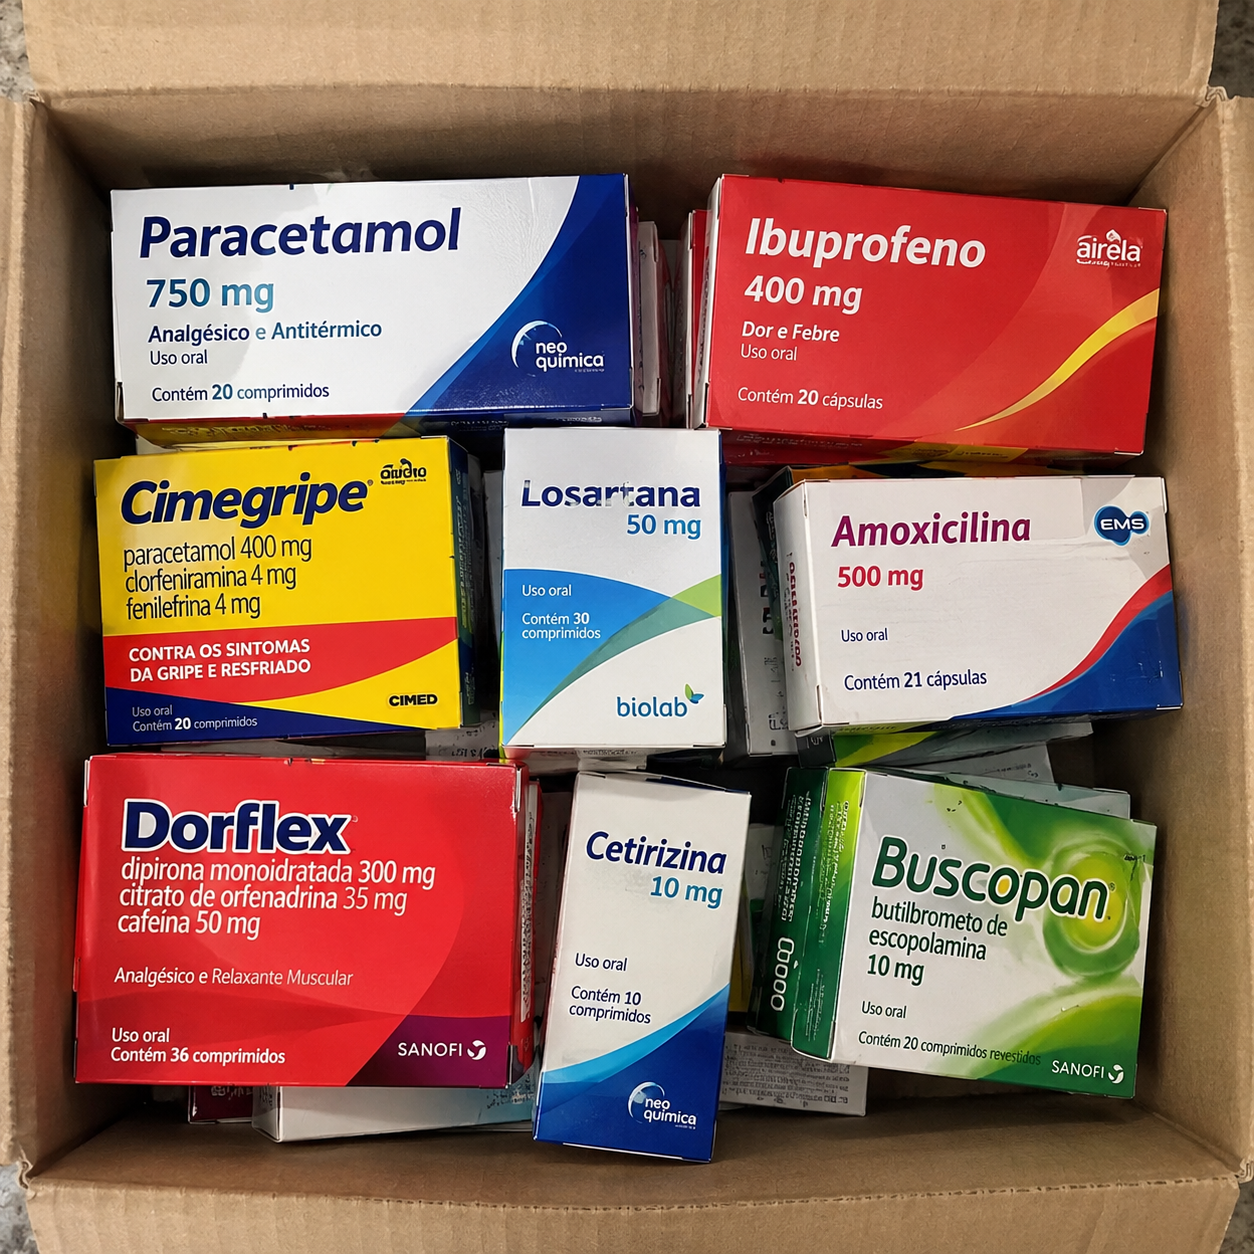 Paracetamol
750 mg
Analgésico e Antitérmico
Uso oral
Contém 20 comprimidos
neo
química
Ibuprofeno
400 mg
Dor e Febre
Uso oral
Contém 20 cápsulas
airela
Cimegripe®
paracetamol 400 mg
clorfeniramina 4 mg
fenilefrina 4 mg
CONTRA OS SINTOMAS
DA GRIPE E RESFRIADO
Uso oral
Contém 20 comprimidos
CIMED
Losartana
50 mg
Uso oral
Contém 30
comprimidos
biolab
Amoxicilina
500 mg
EMS
Uso oral
Contém 21 cápsulas
Dorflex
dipirona monoidratada 300 mg
citrato de orfenadrina 35 mg
cafeína 50 mg
Analgésico e Relaxante Muscular
Uso oral
Contém 36 comprimidos
SANOFI
Cetirizina
10 mg
Uso oral
Contém 10
comprimidos
neo
química
Buscopan®
butilbrometo de
escopolamina
10 mg
Uso oral
Contém 20 comprimidos revestidos
SANOFI